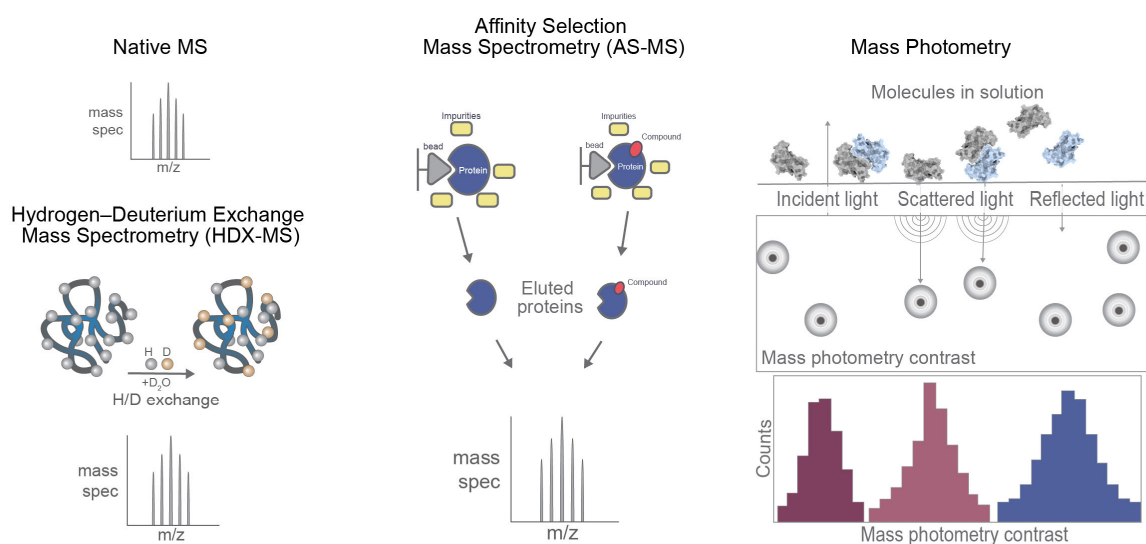 Native MS
mass
spec
m/z
Hydrogen–Deuterium Exchange
Mass Spectrometry (HDX-MS)
H D
+D₂O
H/D exchange
mass
spec
m/z
Affinity Selection
Mass Spectrometry (AS-MS)
Impurities
bead
Protein
Impurities
Compound
bead
Protein
Eluted
proteins
Compound
mass
spec
m/z
Mass Photometry
Molecules in solution
Incident light
Scattered light
Reflected light
Mass photometry contrast
Counts
Mass photometry contrast